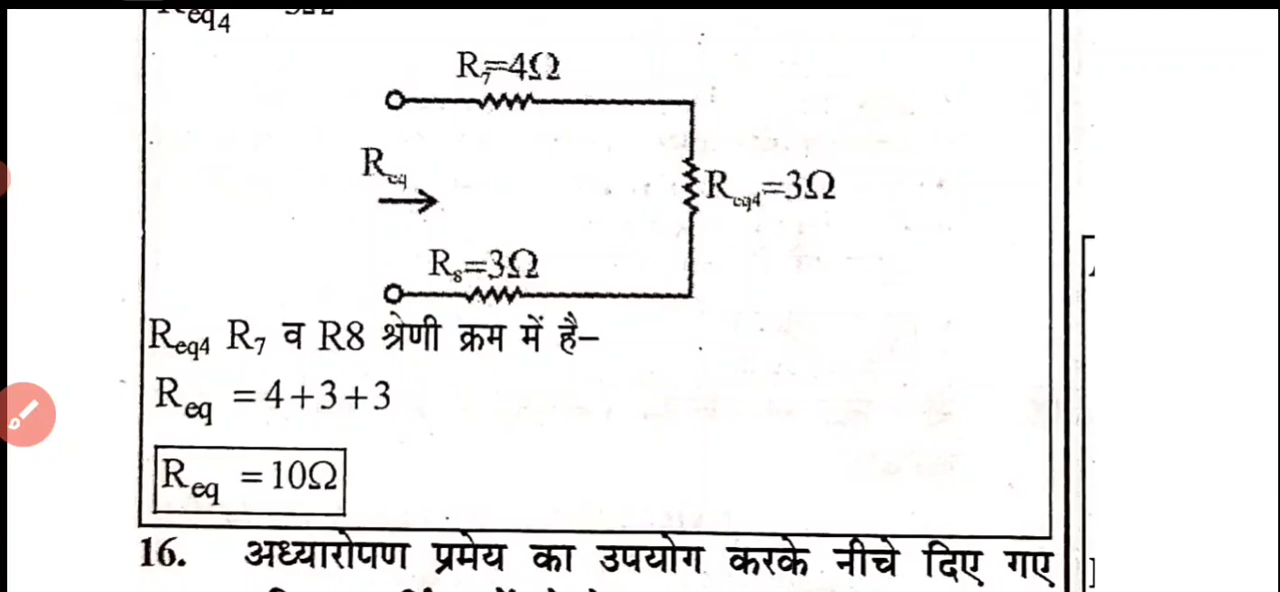 R₇=4Ω
R_eq
R_eq4=3Ω
R₈=3Ω
R_eq4 R₇ व R8 श्रेणी क्रम में है–
R_eq = 4+3+3
R_eq = 10Ω
16. अध्यारोपण प्रमेय का उपयोग करके नीचे दिए गए